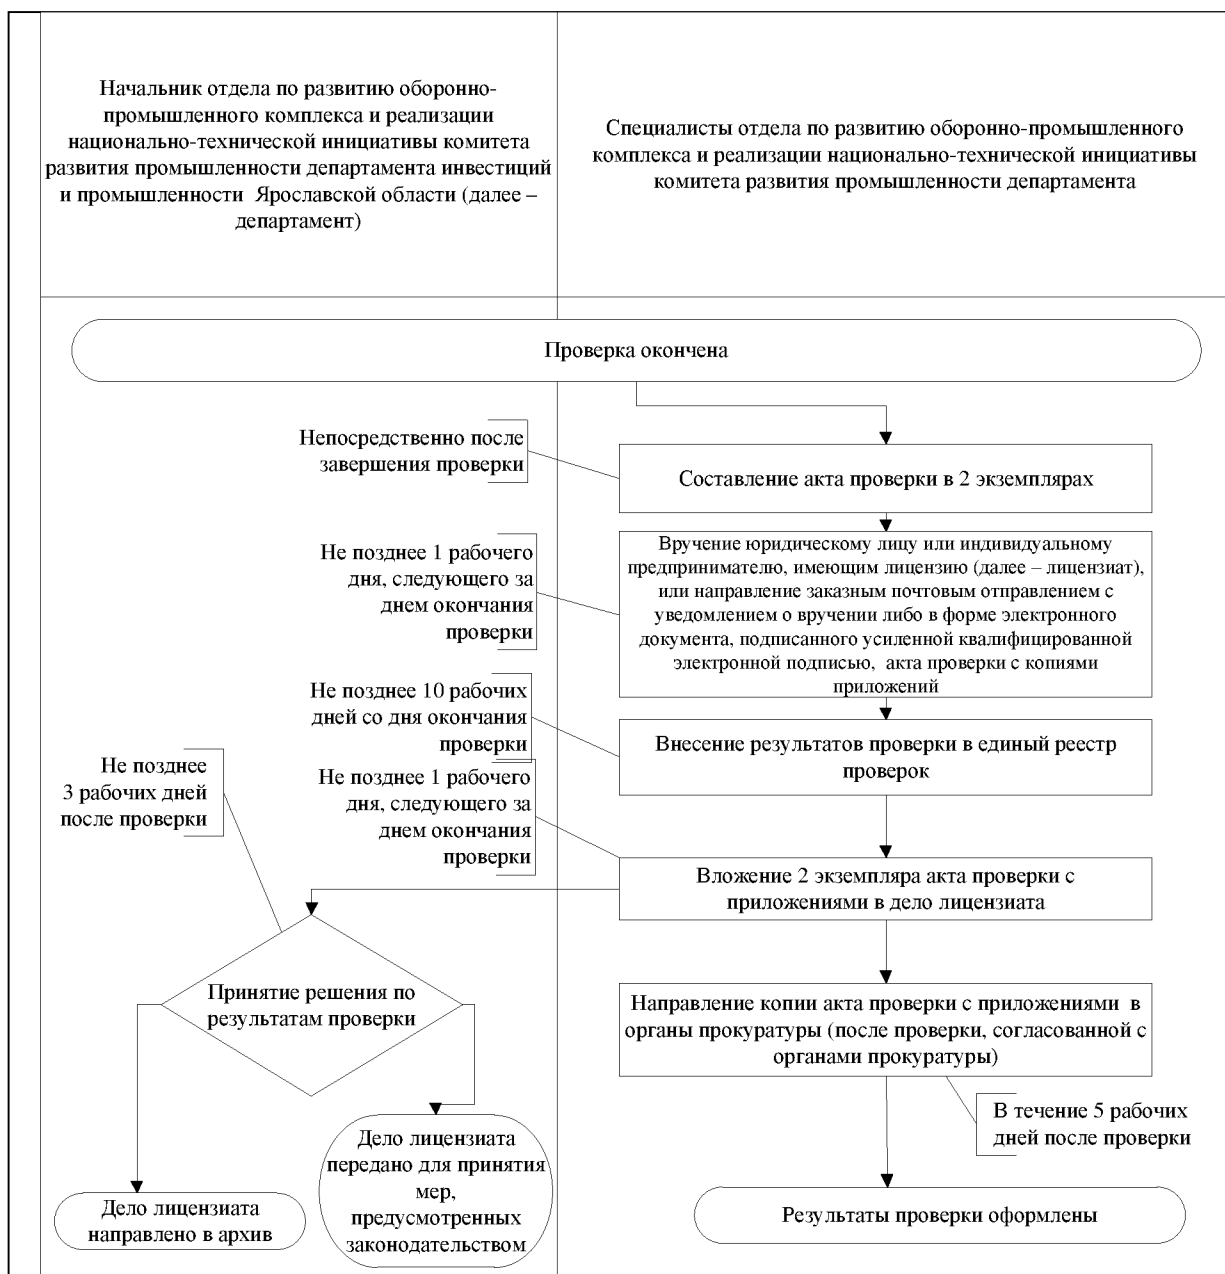 Начальник отдела по развитию оборонно-
промышленного комплекса и реализации
национально-технической инициативы комитета
развития промышленности департамента инвестиций
и промышленности Ярославской области (далее –
департамент)
Специалисты отдела по развитию оборонно-промышленного
комплекса и реализации национально-технической инициативы
комитета развития промышленности департамента
Проверка окончена
Непосредственно после
завершения проверки
Составление акта проверки в 2 экземплярах
Не позднее 1 рабочего
дня, следующего за
днем окончания
проверки
Вручение юридическому лицу или индивидуальному
предпринимателю, имеющим лицензию (далее – лицензиат),
или направление заказным почтовым отправлением с
уведомлением о вручении либо в форме электронного
документа, подписанного усиленной квалифицированной
электронной подписью, акта проверки с копиями
приложений
Не позднее 10 рабочих
дней со дня окончания
проверки
Внесение результатов проверки в единый реестр
проверок
Не позднее
3 рабочих дней
после проверки
Не позднее 1 рабочего
дня, следующего за
днем окончания
проверки
Вложение 2 экземпляра акта проверки с
приложениями в дело лицензиата
Принятие решения по
результатам проверки
Направление копии акта проверки с приложениями в
органы прокуратуры (после проверки, согласованной с
органами прокуратуры)
В течение 5 рабочих
дней после проверки
Дело лицензиата
направлено в архив
Дело лицензиата
передано для принятия
мер,
предусмотренных
законодательством
Результаты проверки оформлены